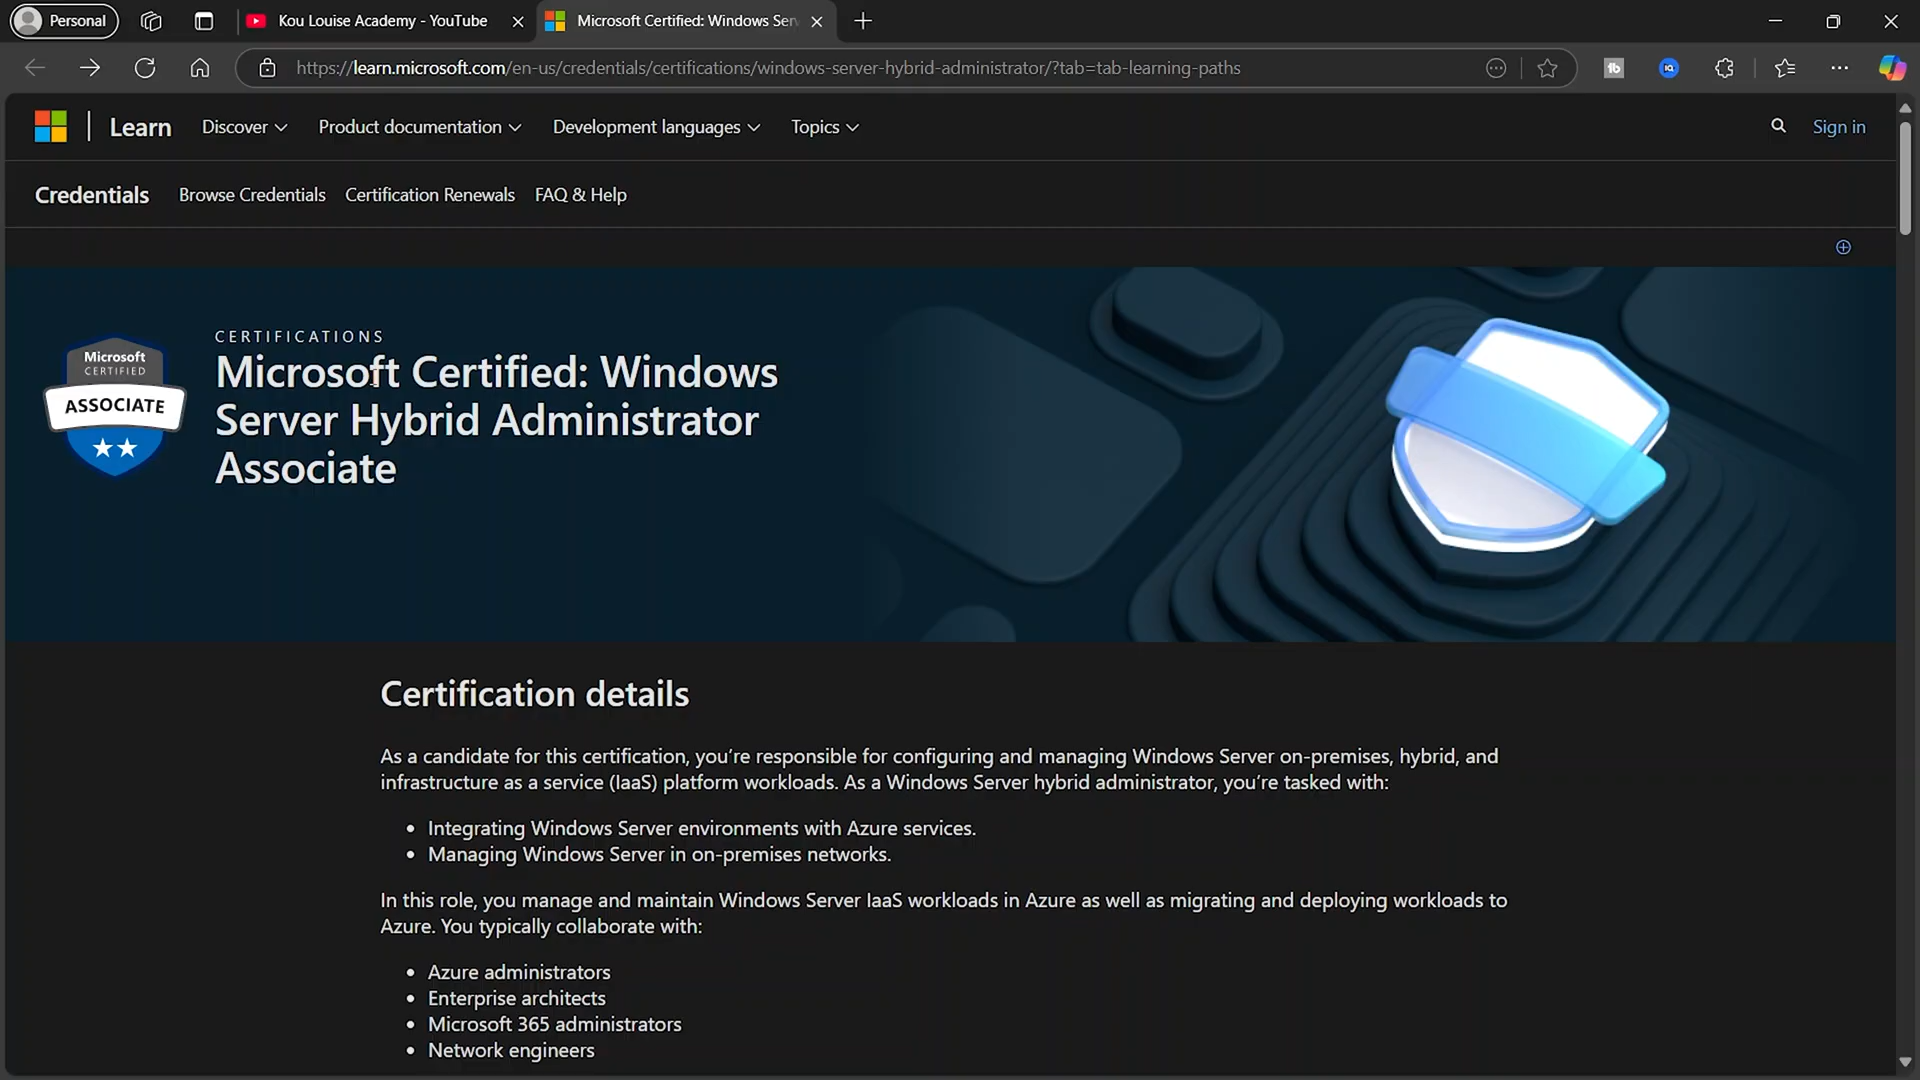 Personal
Kou Louise Academy - YouTube
Microsoft Certified: Windows Ser
https://learn.microsoft.com/en-us/credentials/certifications/windows-server-hybrid-administrator/?tab=tab-learning-paths
Learn
Discover
Product documentation
Development languages
Topics
Sign in
Credentials
Browse Credentials
Certification Renewals
FAQ & Help
Microsoft
CERTIFIED
ASSOCIATE
CERTIFICATIONS
Microsoft Certified: Windows
Server Hybrid Administrator
Associate
Certification details
As a candidate for this certification, you’re responsible for configuring and managing Windows Server on-premises, hybrid, and
infrastructure as a service (IaaS) platform workloads. As a Windows Server hybrid administrator, you’re tasked with:
• Integrating Windows Server environments with Azure services.
• Managing Windows Server in on-premises networks.
In this role, you manage and maintain Windows Server IaaS workloads in Azure as well as migrating and deploying workloads to
Azure. You typically collaborate with:
• Azure administrators
• Enterprise architects
• Microsoft 365 administrators
• Network engineers